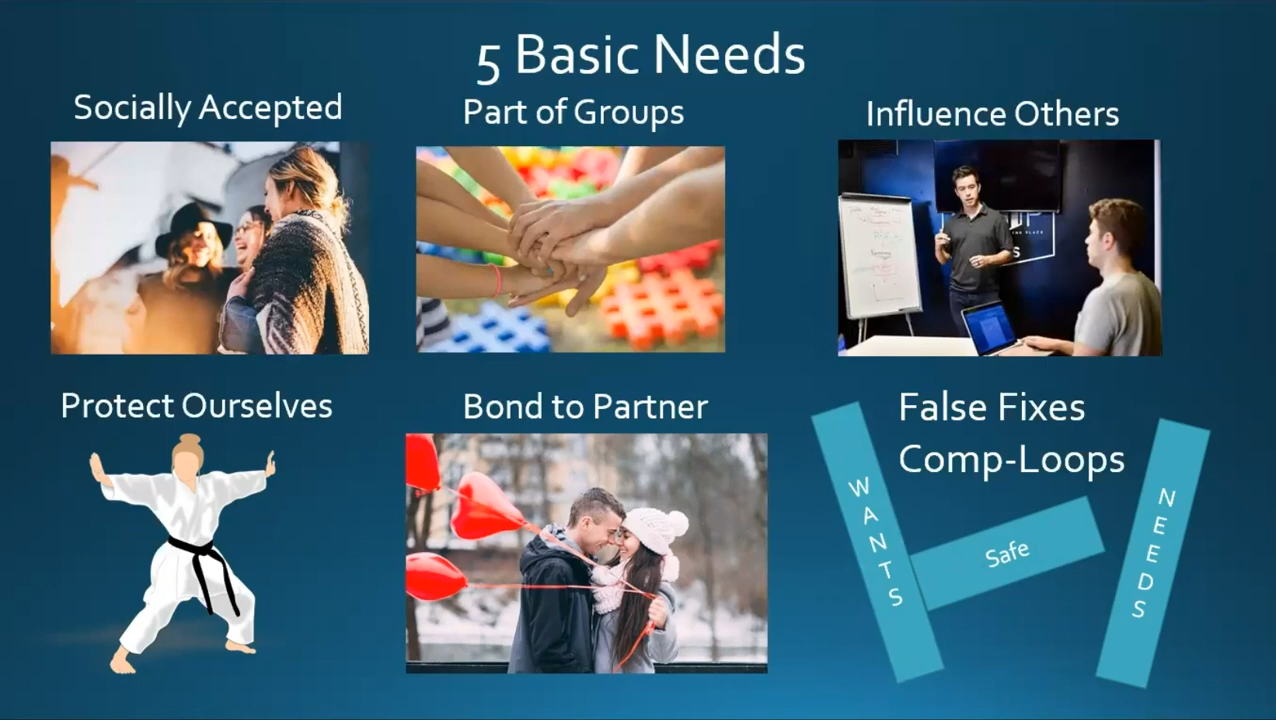 5 Basic Needs
Socially Accepted
Part of Groups
Influence Others
Protect Ourselves
Bond to Partner
False Fixes
Comp-Loops
WANTS
Safe
NEEDS